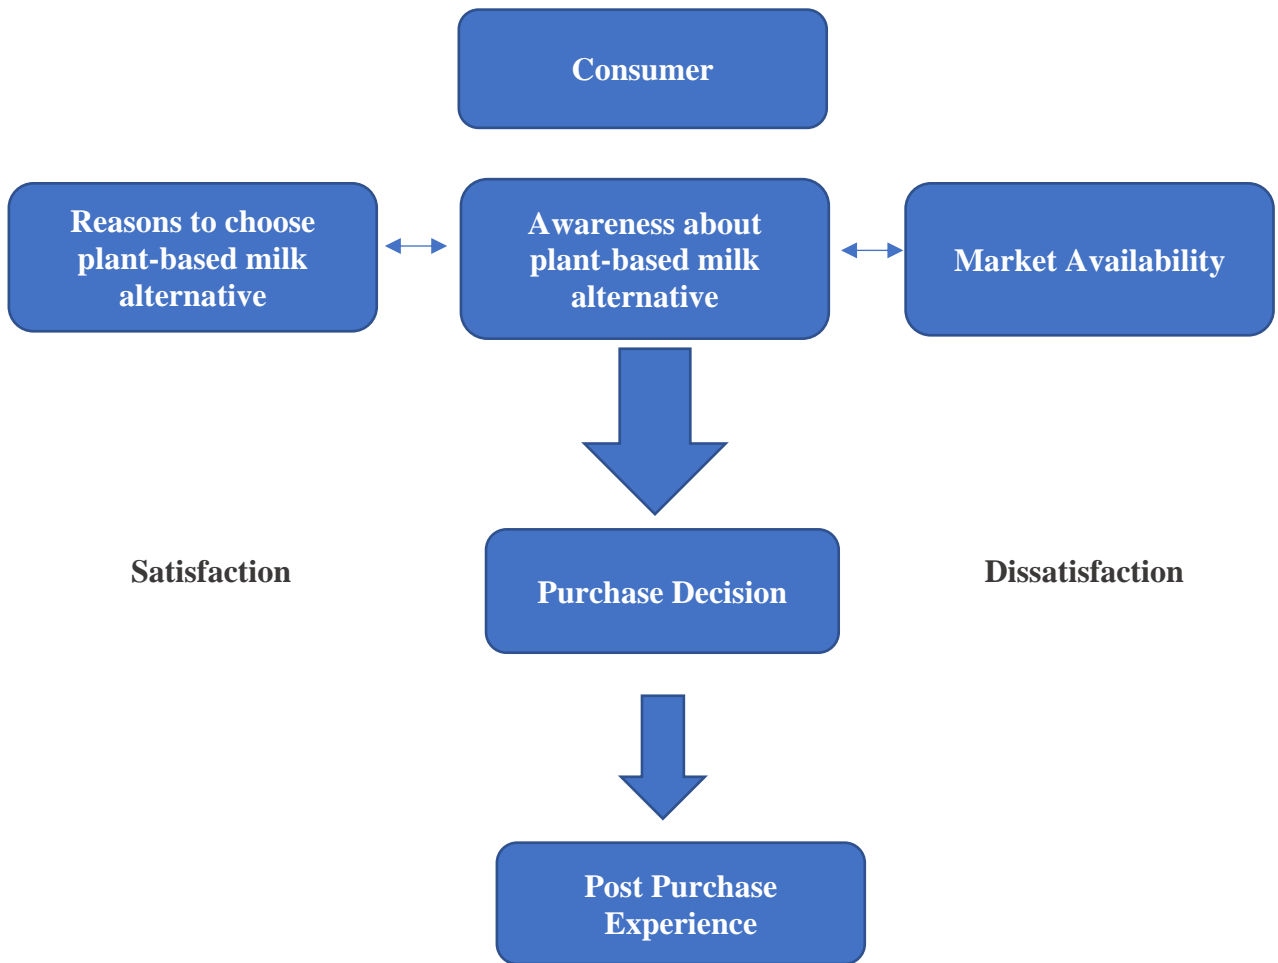 Consumer
Reasons to choose
plant-based milk
alternative
Awareness about
plant-based milk
alternative
Market Availability
Satisfaction
Purchase Decision
Dissatisfaction
Post Purchase
Experience